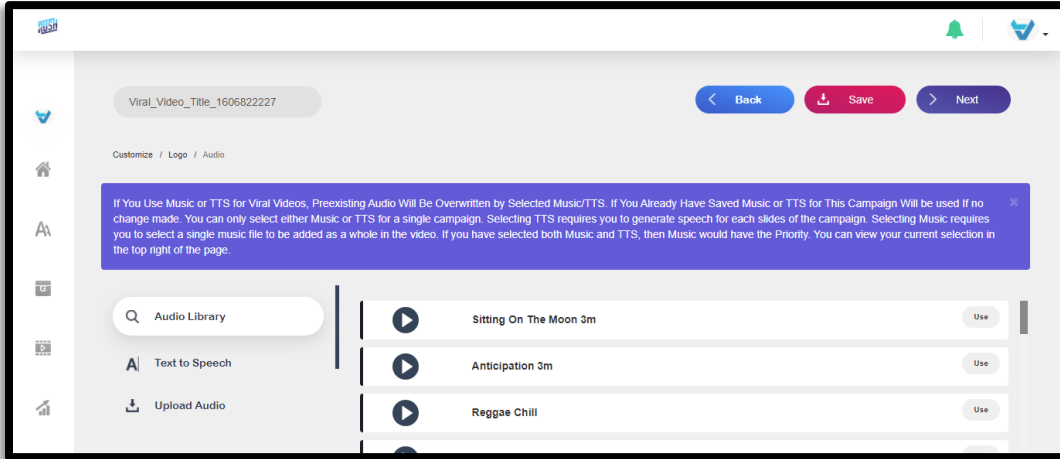 RUSH
Viral_Video_Title_1606822227
Back
Save
Next
Customize / Logo / Audio
If You Use Music or TTS for Viral Videos, Preexisting Audio Will Be Overwritten by Selected Music/TTS. If You Already Have Saved Music or TTS for This Campaign Will be used If no
change made. You can only select either Music or TTS for a single campaign. Selecting TTS requires you to generate speech for each slides of the campaign. Selecting Music requires
you to select a single music file to be added as a whole in the video. If you have selected both Music and TTS, then Music would have the Priority. You can view your current selection in
the top right of the page.
Audio Library
Text to Speech
Upload Audio
Sitting On The Moon 3m
Use
Anticipation 3m
Use
Reggae Chill
Use